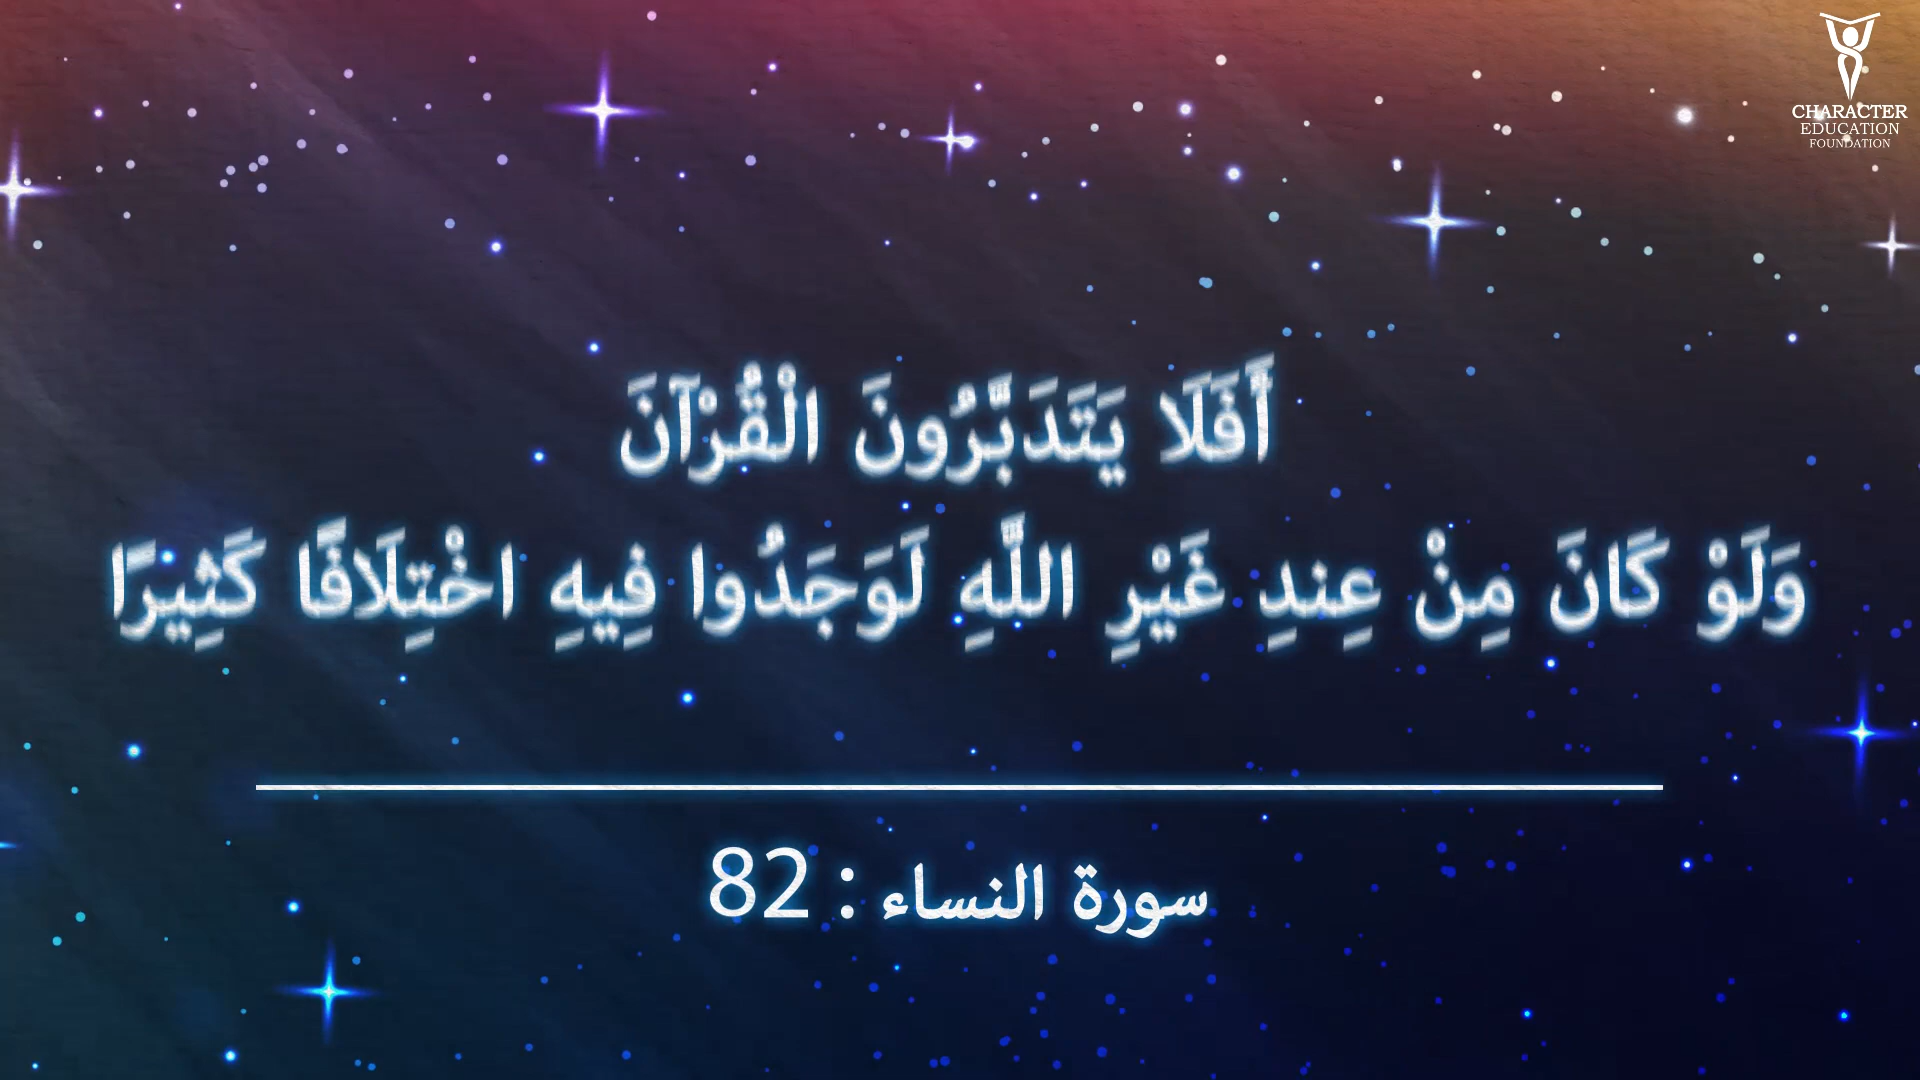 CHARACTER
EDUCATION
FOUNDATION
أَفَلَا يَتَدَبَّرُونَ الْقُرْآنَ
وَلَوْ كَانَ مِنْ عِندِ غَيْرِ اللَّهِ لَوَجَدُوا فِيهِ اخْتِلَافًا كَثِيرًا
سورة النساء : 82